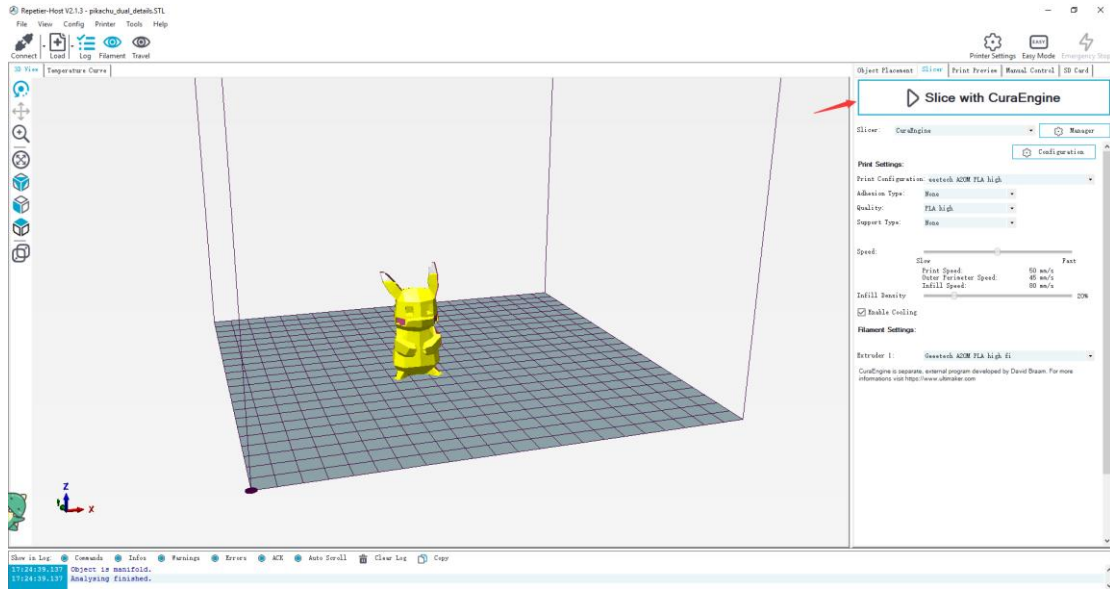 Repetier-Host V2.1.3 - pikachu_dual_details.STL
File View Config Printer Tools Help
Connect Load Log Filament Travel
Printer Settings Easy Mode Emergency Stop
EASY
3D View Temperature Curve
Object Placement Slicer Print Preview Manual Control SD Card
Slice with CuraEngine
Slicer: CuraEngine Manager
Configuration
Print Settings:
Print Configuration: geeetech A20M PLA high
Adhesion Type: None
Quality: PLA high
Support Type: None
Speed:
Slow Fast
Print Speed: 50 mm/s
Outer Perimeter Speed: 45 mm/s
Infill Speed: 80 mm/s
Infill Density 20%
Enable Cooling
Filament Settings:
Extruder 1: Geeetech A20M PLA high fi
CuraEngine is separate, external program developed by David Braam. For more
informations visit https://www.ultimaker.com
Z
X
Show in Log: Commands Infos Warnings Errors ACK Auto Scroll Clear Log Copy
17:24:39.137 Object is manifold.
17:24:39.137 Analysing finished.